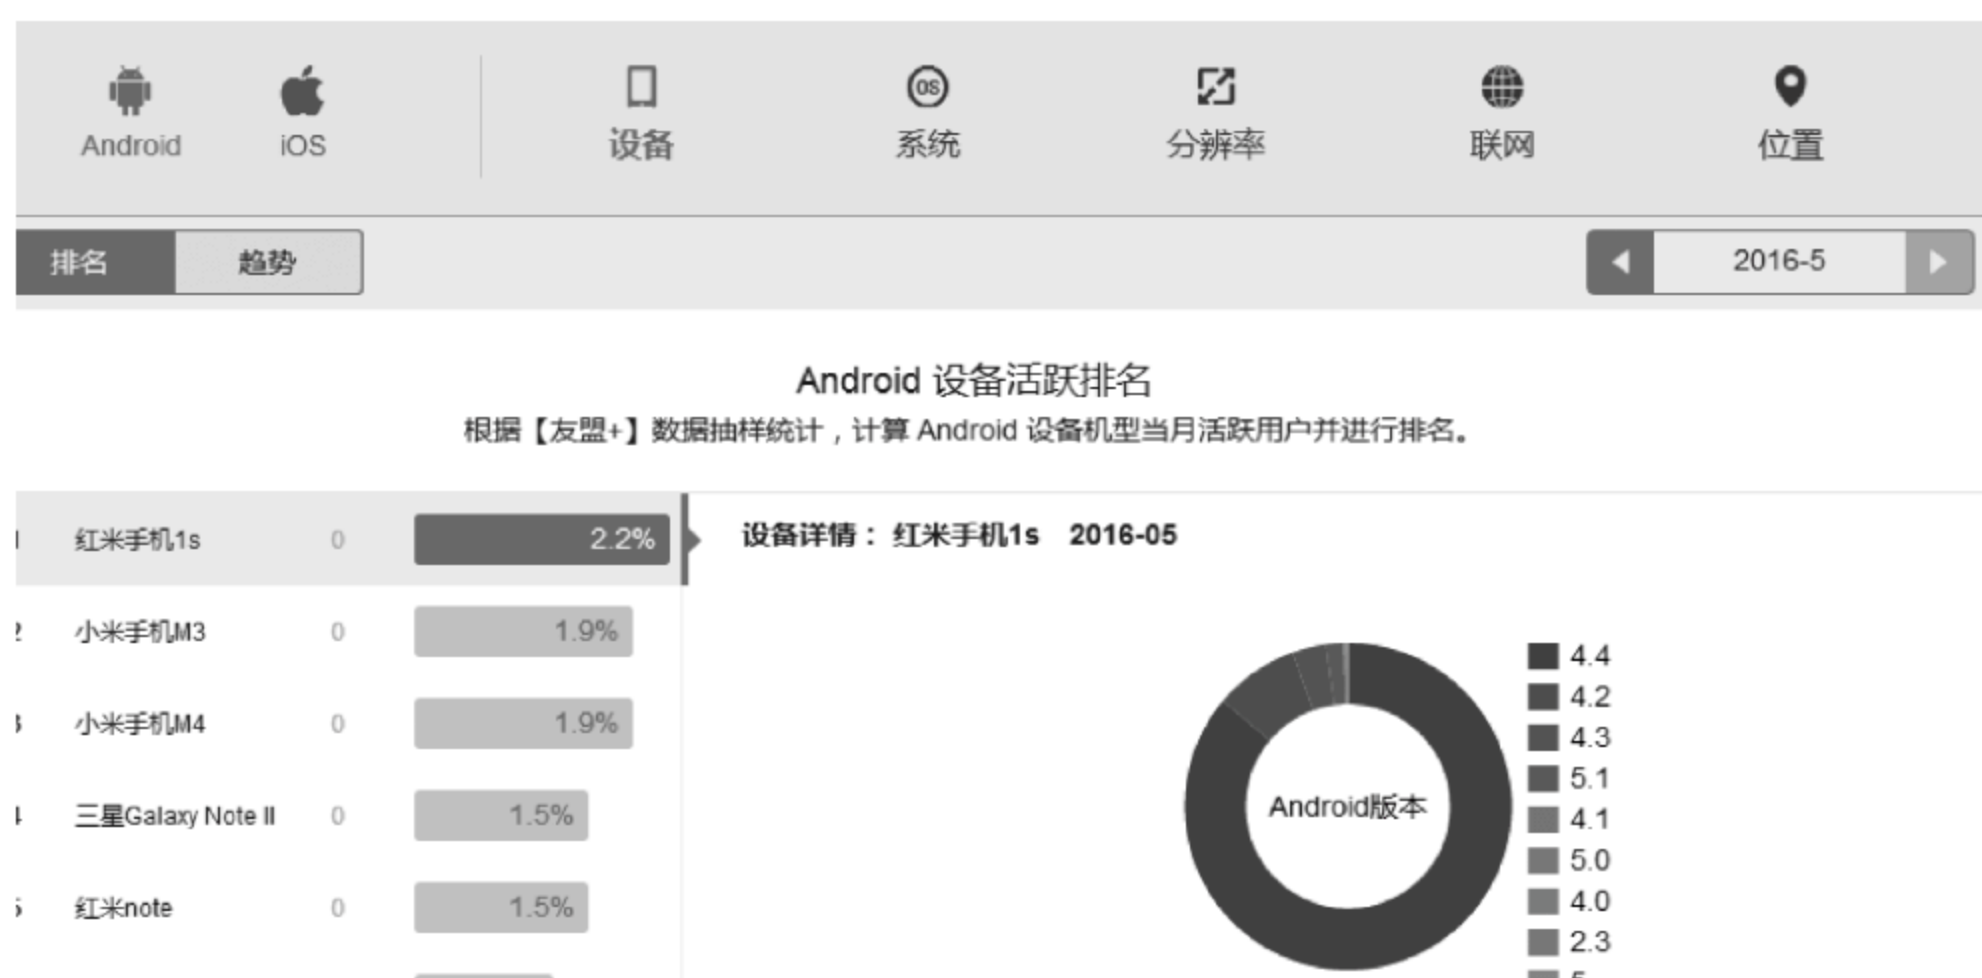 Android iOS 设备 系统 分辨率 联网 位置
排名 趋势 2016-5
Android 设备活跃排名
根据【友盟+】数据抽样统计，计算 Android 设备机型当月活跃用户并进行排名。
红米手机1s 0 2.2%
2 小米手机M3 0 1.9%
3 小米手机M4 0 1.9%
4 三星Galaxy Note II 0 1.5%
5 红米note 0 1.5%
设备详情： 红米手机1s 2016-05
Android版本
4.4
4.2
4.3
5.1
4.1
5.0
4.0
2.3